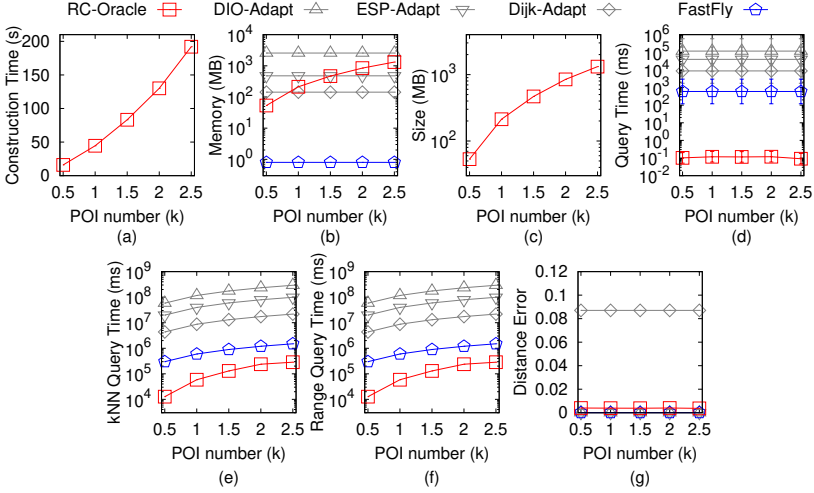 RC-Oracle DIO-Adapt ESP-Adapt Dijk-Adapt FastFly
Construction Time (s)
200
150
100
50
0
0.5 1 1.5 2 2.5
POI number (k)
(a)
Memory (MB)
10^4
10^3
10^2
10^1
10^0
0.5 1 1.5 2 2.5
POI number (k)
(b)
Size (MB)
10^3
10^2
0.5 1 1.5 2 2.5
POI number (k)
(c)
Query Time (ms)
10^6
10^5
10^4
10^3
10^2
10^1
10^0
10^-1
10^-2
0.5 1 1.5 2 2.5
POI number (k)
(d)
kNN Query Time (ms)
10^9
10^8
10^7
10^6
10^5
10^4
0.5 1 1.5 2 2.5
POI number (k)
(e)
Range Query Time (ms)
10^9
10^8
10^7
10^6
10^5
10^4
0.5 1 1.5 2 2.5
POI number (k)
(f)
Distance Error
0.12
0.1
0.08
0.06
0.04
0.02
0
0.5 1 1.5 2 2.5
POI number (k)
(g)